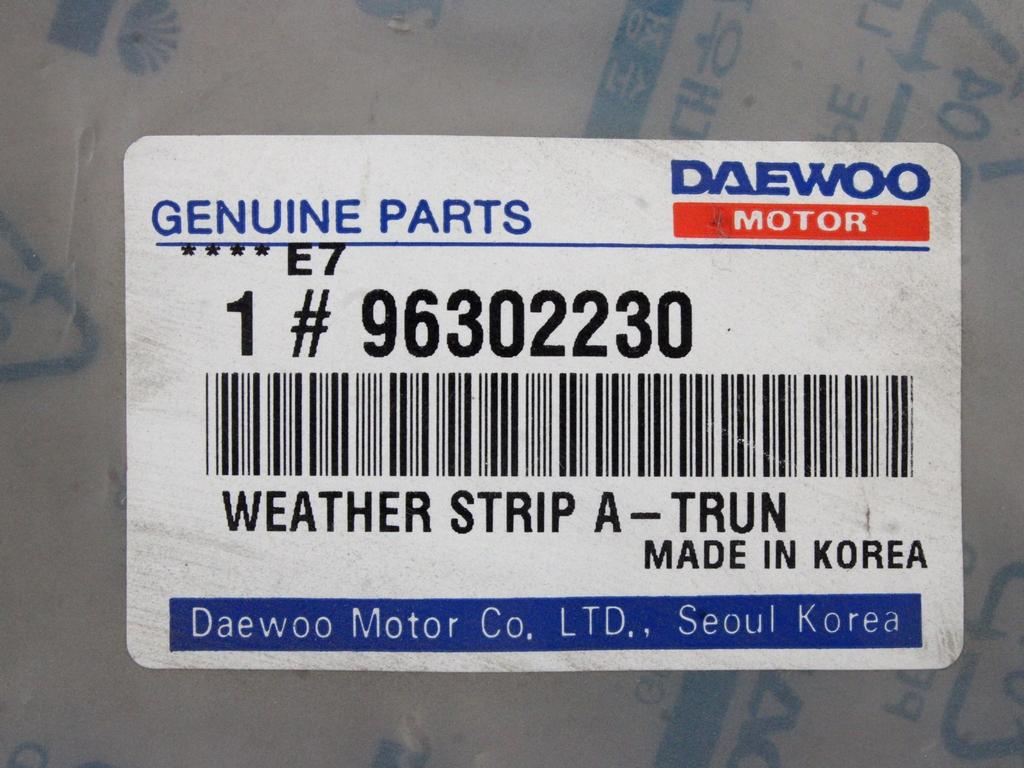 DAEWOO
MOTOR
GENUINE PARTS
**** E7
1 # 96302230
WEATHER STRIP A-TRUN
MADE IN KOREA
Daewoo Motor Co. LTD., Seoul Korea